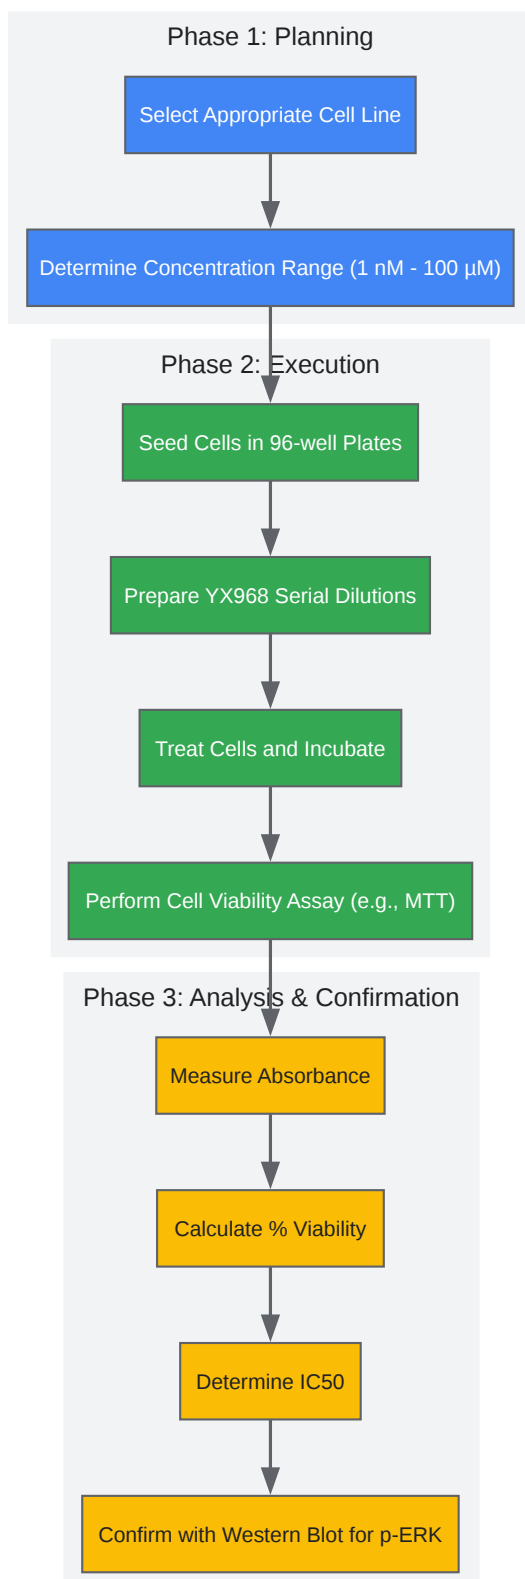 Phase 1: Planning
Select Appropriate Cell Line
Determine Concentration Range (1 nM - 100 µM)
Phase 2: Execution
Seed Cells in 96-well Plates
Prepare YX968 Serial Dilutions
Treat Cells and Incubate
Perform Cell Viability Assay (e.g., MTT)
Phase 3: Analysis & Confirmation
Measure Absorbance
Calculate % Viability
Determine IC50
Confirm with Western Blot for p-ERK